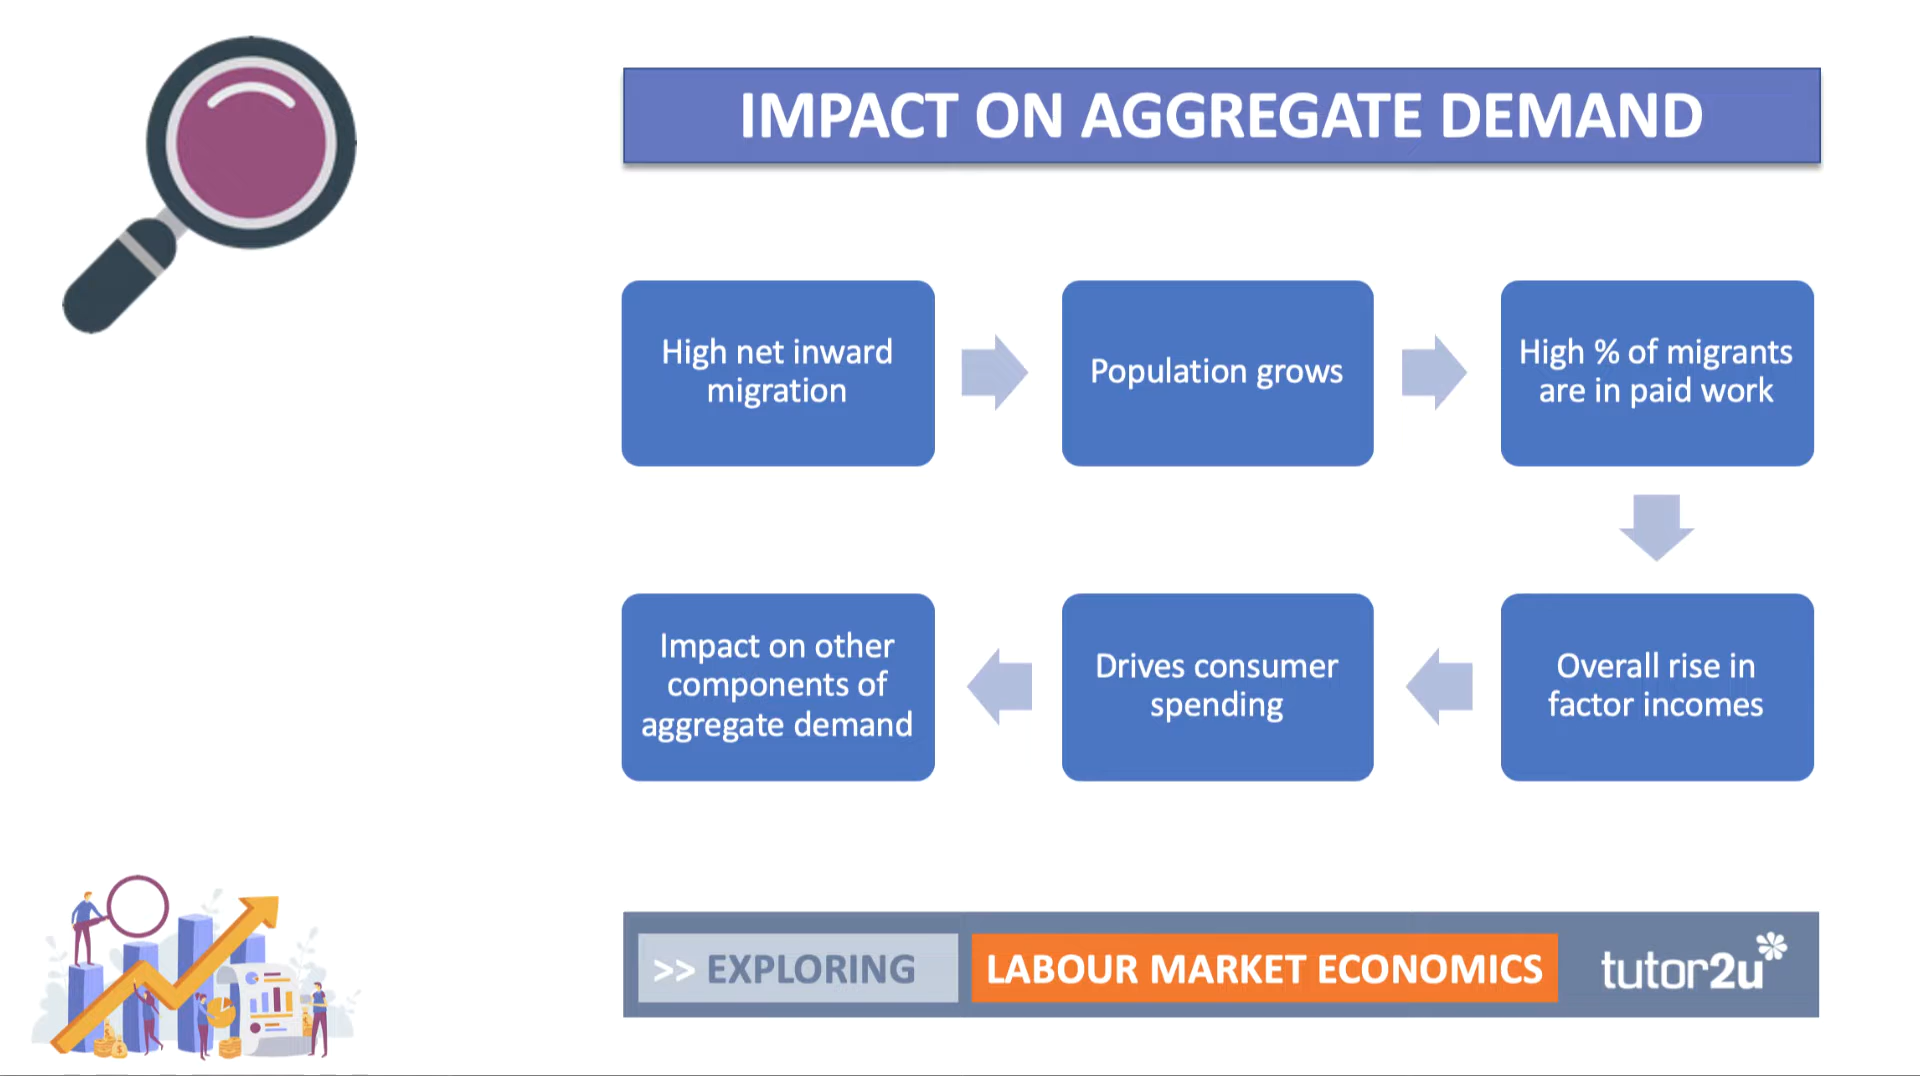 IMPACT ON AGGREGATE DEMAND
High net inward
migration
Population grows
High % of migrants
are in paid work
Overall rise in
factor incomes
Drives consumer
spending
Impact on other
components of
aggregate demand
>> EXPLORING
LABOUR MARKET ECONOMICS
tutor2u